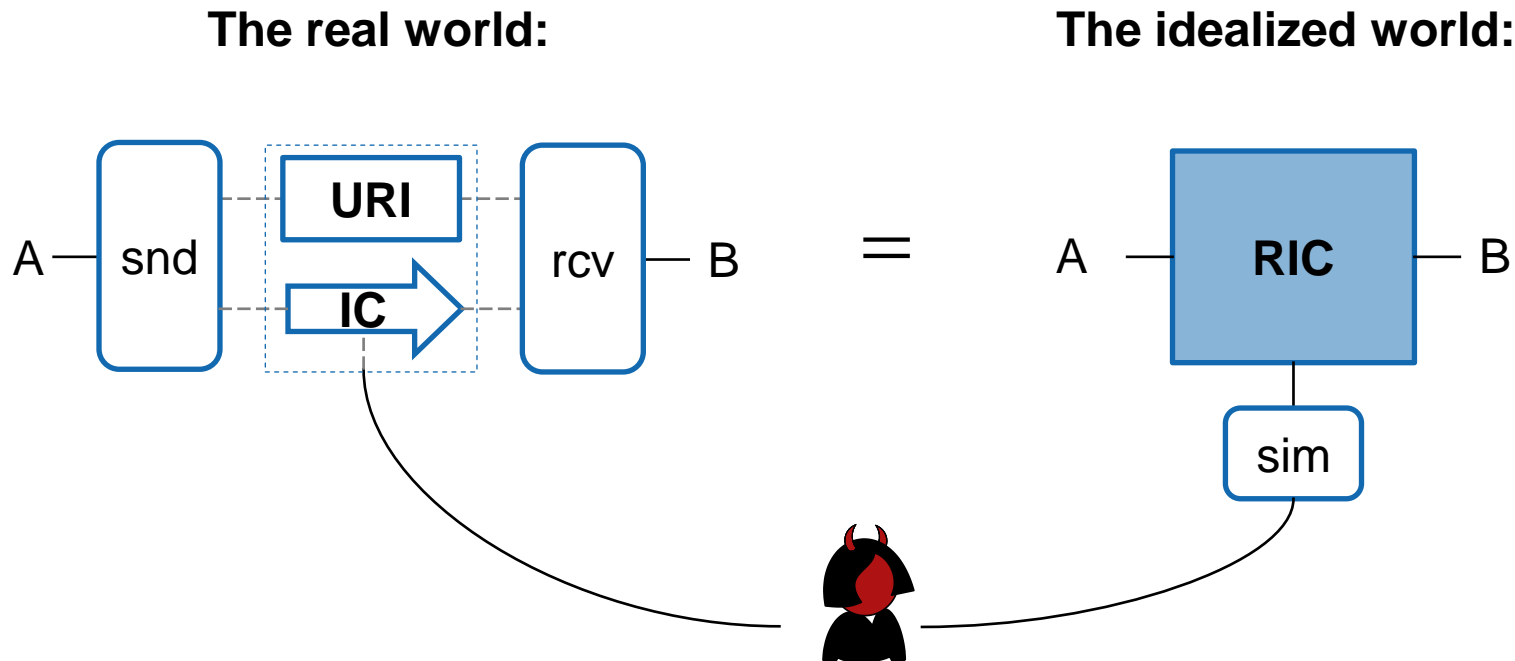 The real world:
The idealized world:
A
snd
URI
IC
rcv
B
=
A
RIC
B
sim